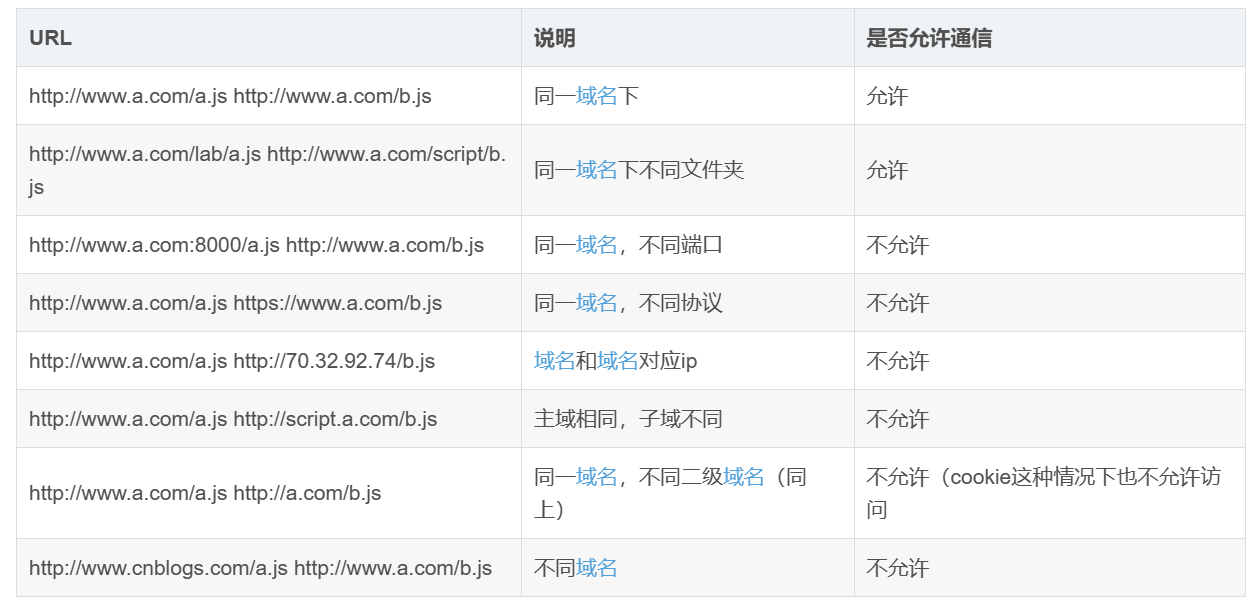 URL 说明 是否允许通信
http://www.a.com/a.js http://www.a.com/b.js 同一域名下 允许
http://www.a.com/lab/a.js http://www.a.com/script/b.
js 同一域名下不同文件夹 允许
http://www.a.com:8000/a.js http://www.a.com/b.js 同一域名，不同端口 不允许
http://www.a.com/a.js https://www.a.com/b.js 同一域名，不同协议 不允许
http://www.a.com/a.js http://70.32.92.74/b.js 域名和域名对应ip 不允许
http://www.a.com/a.js http://script.a.com/b.js 主域相同，子域不同 不允许
http://www.a.com/a.js http://a.com/b.js 同一域名，不同二级域名（同
上） 不允许（cookie这种情况下也不允许访
问
http://www.cnblogs.com/a.js http://www.a.com/b.js 不同域名 不允许